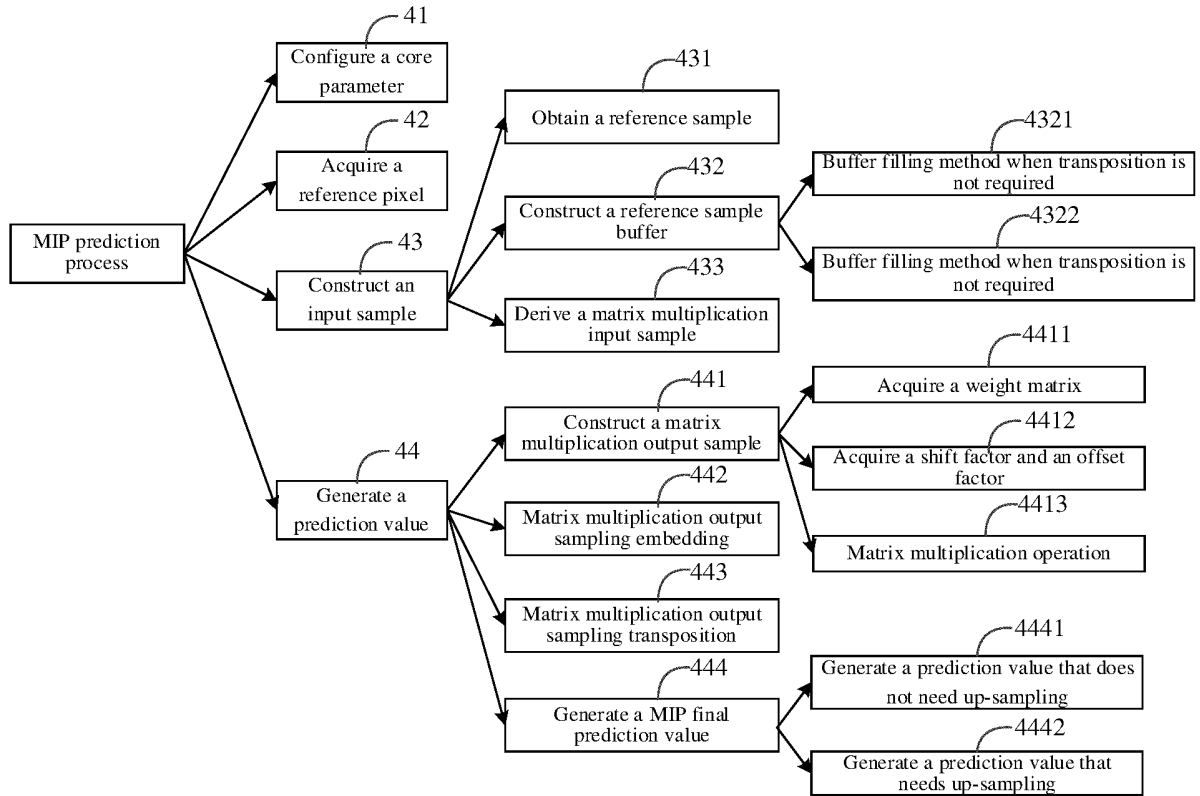 MIP prediction
process
41
Configure a core
parameter
42
Acquire a
reference pixel
43
Construct an
input sample
44
Generate a
prediction value
431
Obtain a reference sample
432
Construct a reference sample
buffer
433
Derive a matrix multiplication
input sample
4321
Buffer filling method when transposition is
not required
4322
Buffer filling method when transposition is
not required
441
Construct a matrix
multiplication output sample
442
Matrix multiplication output
sampling embedding
443
Matrix multiplication output
sampling transposition
444
Generate a MIP final
prediction value
4411
Acquire a weight matrix
4412
Acquire a shift factor and an offset
factor
4413
Matrix multiplication operation
4441
Generate a prediction value that does
not need up-sampling
4442
Generate a prediction value that
needs up-sampling